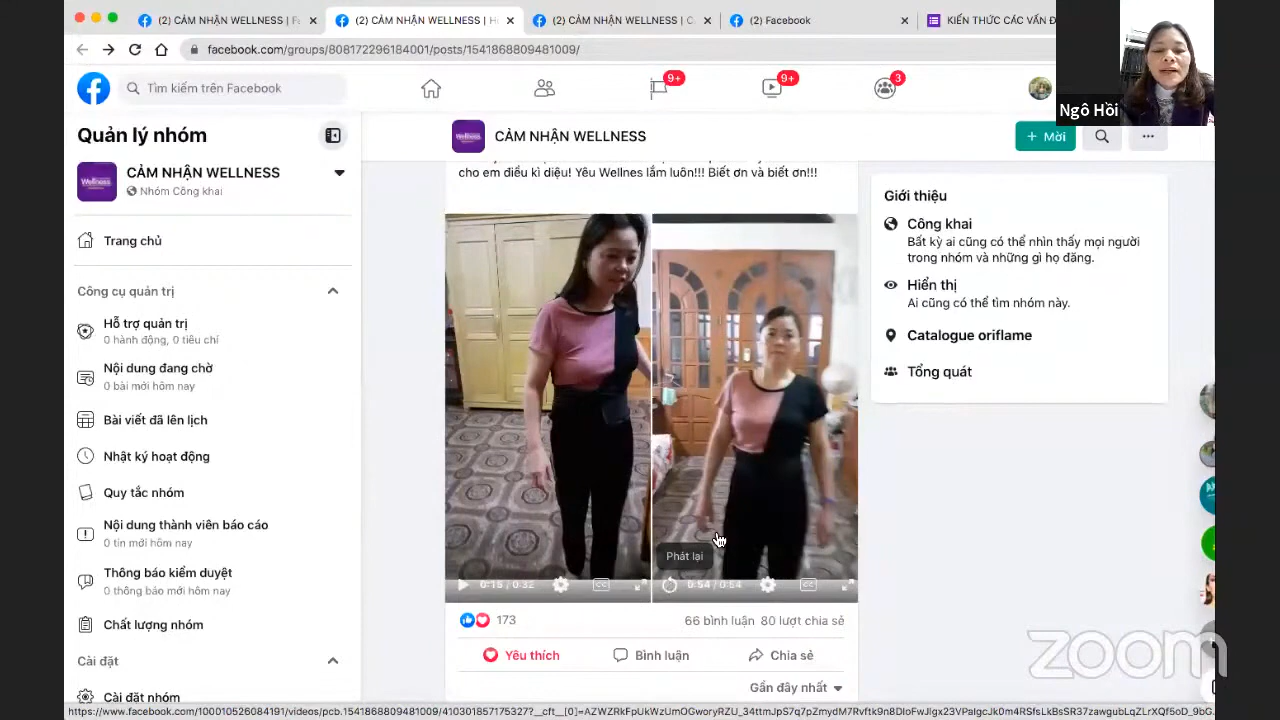 (2) CẢM NHẬN WELLNESS | Fa
(2) CẢM NHẬN WELLNESS | H
(2) CẢM NHẬN WELLNESS | C
(2) Facebook
KIẾN THỨC CÁC VẤN Đ
facebook.com/groups/808172296184001/posts/1541868809481009/
Tìm kiếm trên Facebook
9+
9+
3
Ngô Hồi
Quản lý nhóm
CẢM NHẬN WELLNESS
Nhóm Công khai
Trang chủ
Công cụ quản trị
Hỗ trợ quản trị
0 hành động, 0 tiêu chí
Nội dung đang chờ
0 bài mới hôm nay
Bài viết đã lên lịch
Nhật ký hoạt động
Quy tắc nhóm
Nội dung thành viên báo cáo
0 tin mới hôm nay
Thông báo kiểm duyệt
0 thông báo mới hôm nay
Chất lượng nhóm
Cài đặt
Cài đặt nhóm
CẢM NHẬN WELLNESS
+ Mời
cho em điều kì diệu! Yêu Wellnes lắm luôn!!! Biết ơn và biết ơn!!!
Phát lại
0:15 / 0:32
CC
0:54 / 0:54
CC
173
66 bình luận 80 lượt chia sẻ
Yêu thích
Bình luận
Chia sẻ
Gần đây nhất
Giới thiệu
Công khai
Bất kỳ ai cũng có thể nhìn thấy mọi người
trong nhóm và những gì họ đăng.
Hiển thị
Ai cũng có thể tìm nhóm này.
Catalogue oriflame
Tổng quát
zoom